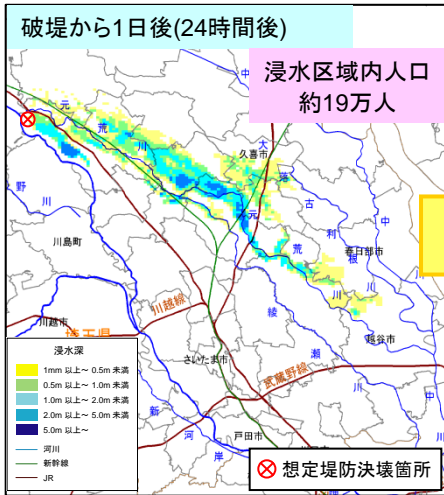 破堤から1日後(24時間後)
浸水区域内人口
約19万人
元
荒
川
中
大
落
古
利
根
川
中
川
久喜市
野
川
元
荒
川
川島町
春日部市
綾
瀬
川
川越線
川越市
埼玉県
越谷市
さいたま市
武蔵野線
新
河
岸
戸田市
浸水深
1mm 以上~ 0.5m 未満
0.5m 以上~ 1.0m 未満
1.0m 以上~ 2.0m 未満
2.0m 以上~ 5.0m 未満
5.0m 以上~
河川
新幹線
JR
想定堤防決壊箇所